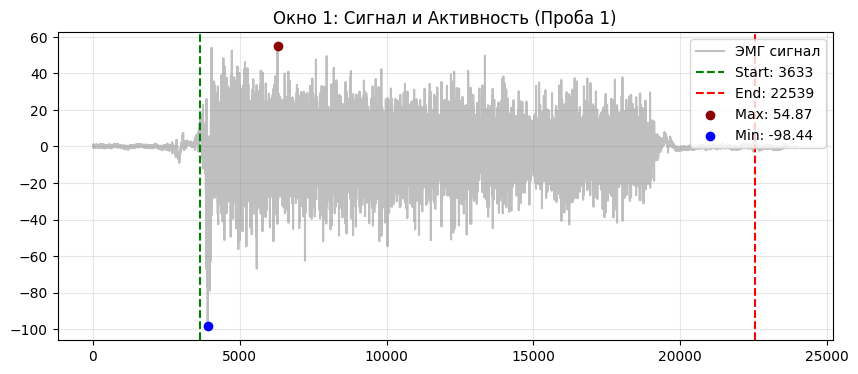 Окно 1: Сигнал и Активность (Проба 1)
60
40
20
0
−20
−40
−60
−80
−100
0
5000
10000
15000
20000
25000
ЭМГ сигнал
Start: 3633
End: 22539
Max: 54.87
Min: -98.44